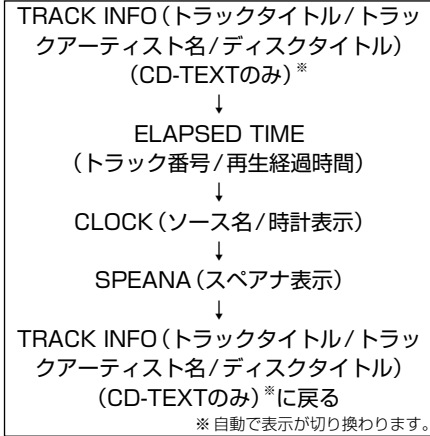 TRACK INFO（トラックタイトル/トラッ
クアーティスト名/ディスクタイトル）
（CD-TEXTのみ）※
↓
ELAPSED TIME
（トラック番号/再生経過時間）
↓
CLOCK（ソース名/時計表示）
↓
SPEANA（スペアナ表示）
↓
TRACK INFO（トラックタイトル/トラッ
クアーティスト名/ディスクタイトル）
（CD-TEXTのみ）※に戻る
※自動で表示が切り換わります。